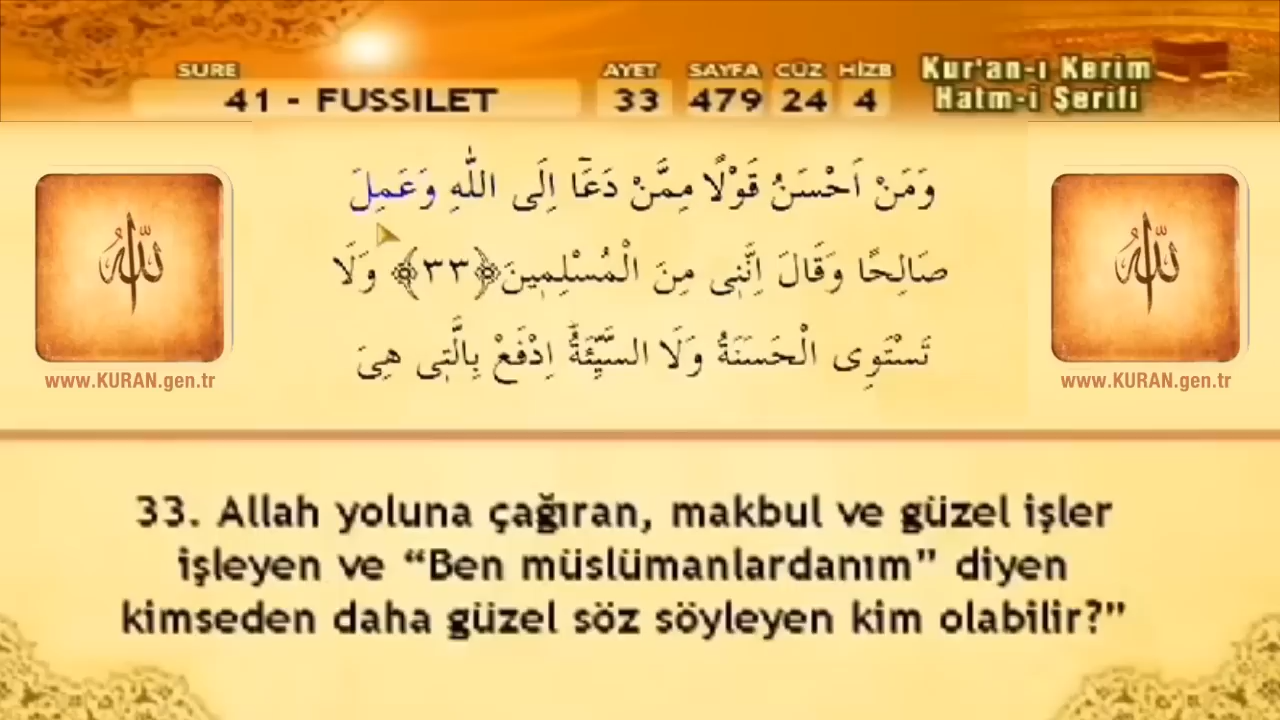 SURE AYET SAYFA CÜZ HİZB
41 - FUSSILET 33 479 24 4
Kur'an-ı Kerim
Hatm-i Şerifi
وَمَنْ اَحْسَنُ قَوْلًا مِمَّنْ دَعَٓا اِلَى اللّٰهِ وَعَمِلَ
صَالِحًا وَقَالَ اِنَّنٖى مِنَ الْمُسْلِمٖينَ ﴿٣٣﴾ وَلَا
تَسْتَوِى الْحَسَنَةُ وَلَا السَّيِّئَةُ اِدْفَعْ بِالَّتٖى هِىَ
الله
www.KURAN.gen.tr
الله
www.KURAN.gen.tr
33. Allah yoluna çağıran, makbul ve güzel işler
işleyen ve “Ben müslümanlardanım” diyen
kimseden daha güzel söz söyleyen kim olabilir?”